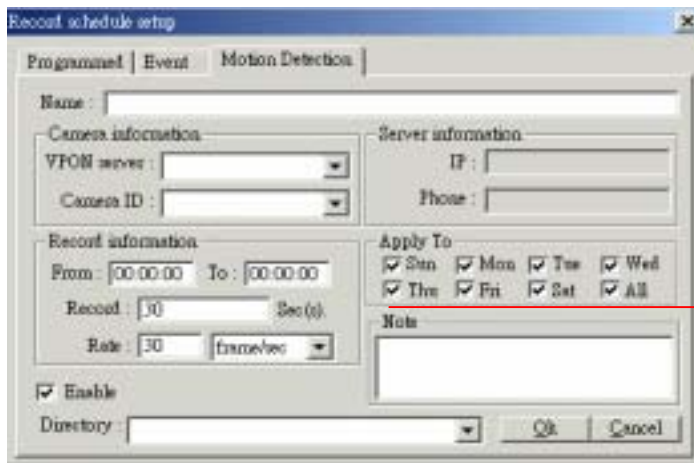 Record schedule setup
Programmed Event Motion Detection
Name :
Camera information
VPON server :
Camera ID :
Server information
IP :
Phone :
Record information
From : 00:00:00 To : 00:00:00
Record : 30 Sec(s).
Rate : 30 frame/sec
Apply To
Sun Mon Tue Wed
Thu Fri Sat All
Note
Enable
Directory :
Ok Cancel